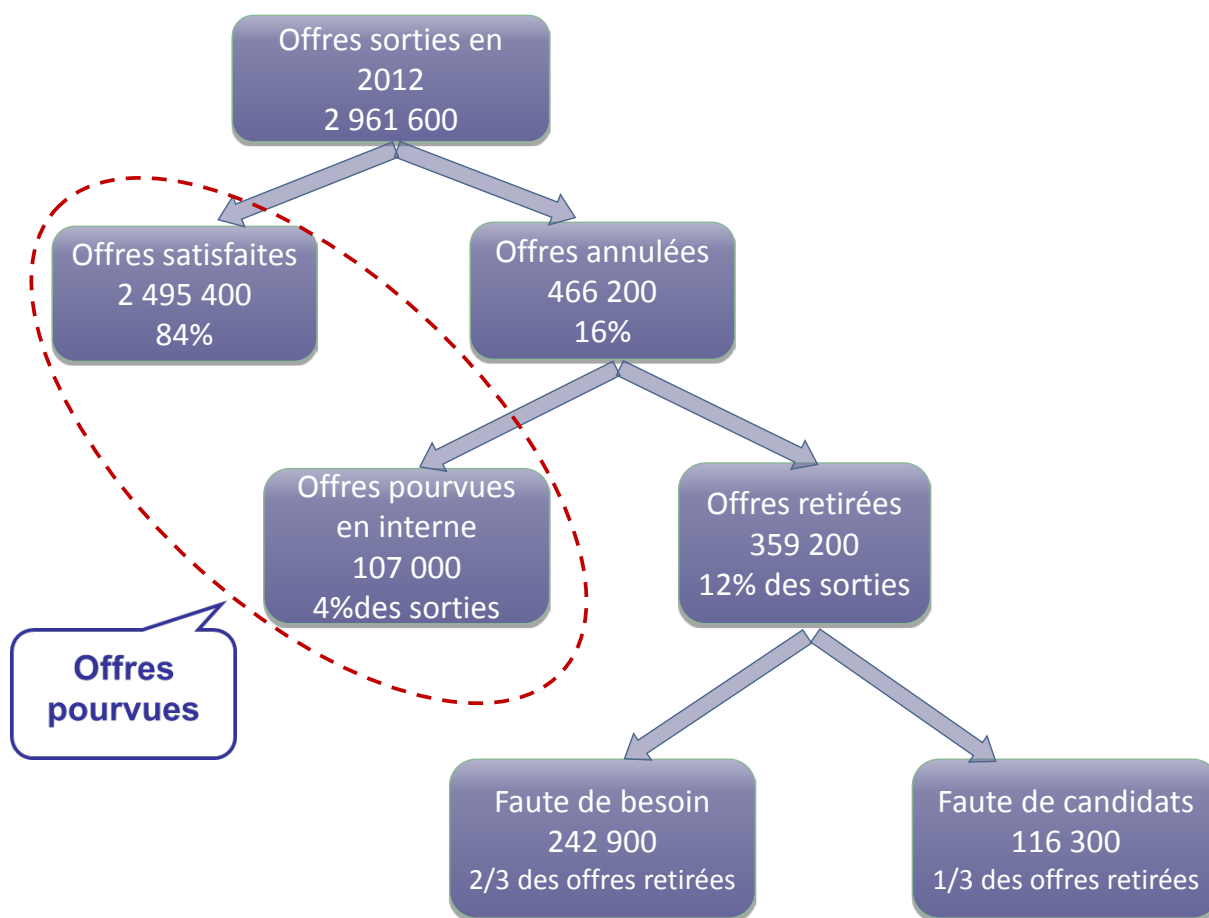 Offres sorties en
2012
2 961 600
Offres satisfaites
2 495 400
84%
Offres annulées
466 200
16%
Offres pourvues
en interne
107 000
4%des sorties
Offres retirées
359 200
12% des sorties
Offres
pourvues
Faute de besoin
242 900
2/3 des offres retirées
Faute de candidats
116 300
1/3 des offres retirées